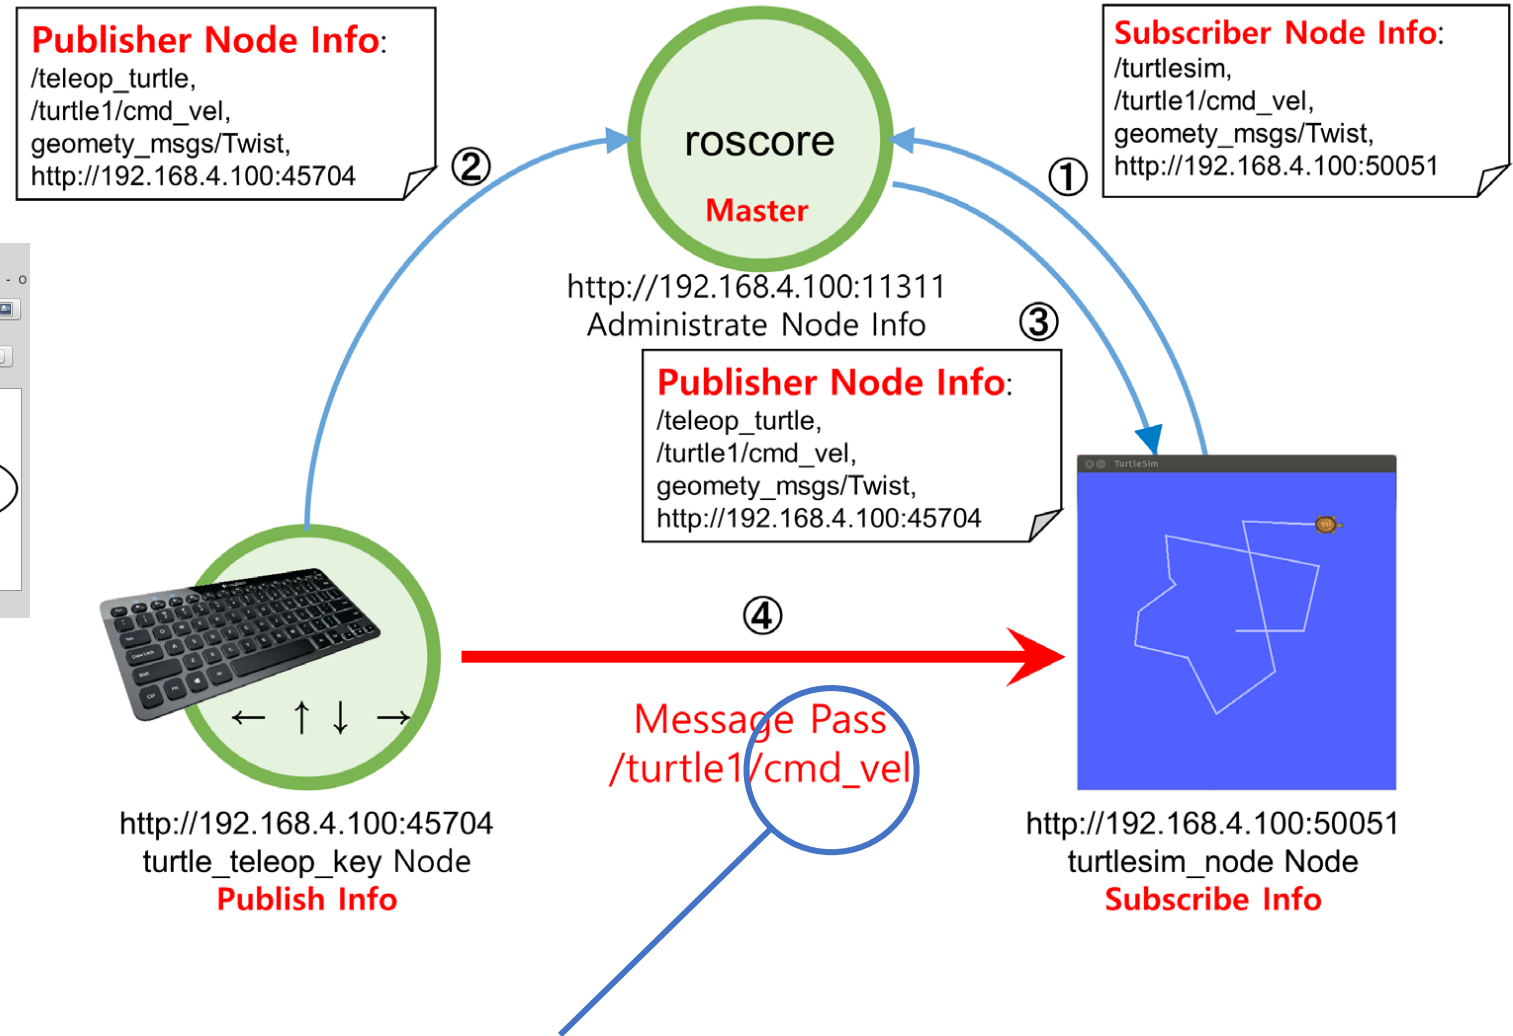 Publisher Node Info:
/teleop_turtle,
/turtle1/cmd_vel,
geomety_msgs/Twist,
http://192.168.4.100:45704
②
roscore
Master
http://192.168.4.100:11311
Administrate Node Info
①
Subscriber Node Info:
/turtlesim,
/turtle1/cmd_vel,
geomety_msgs/Twist,
http://192.168.4.100:50051
③
Publisher Node Info:
/teleop_turtle,
/turtle1/cmd_vel,
geomety_msgs/Twist,
http://192.168.4.100:45704
TurtleSim
④
Message Pass
/turtle1/cmd_vel
← ↑ ↓ →
http://192.168.4.100:45704
turtle_teleop_key Node
Publish Info
http://192.168.4.100:50051
turtlesim_node Node
Subscribe Info